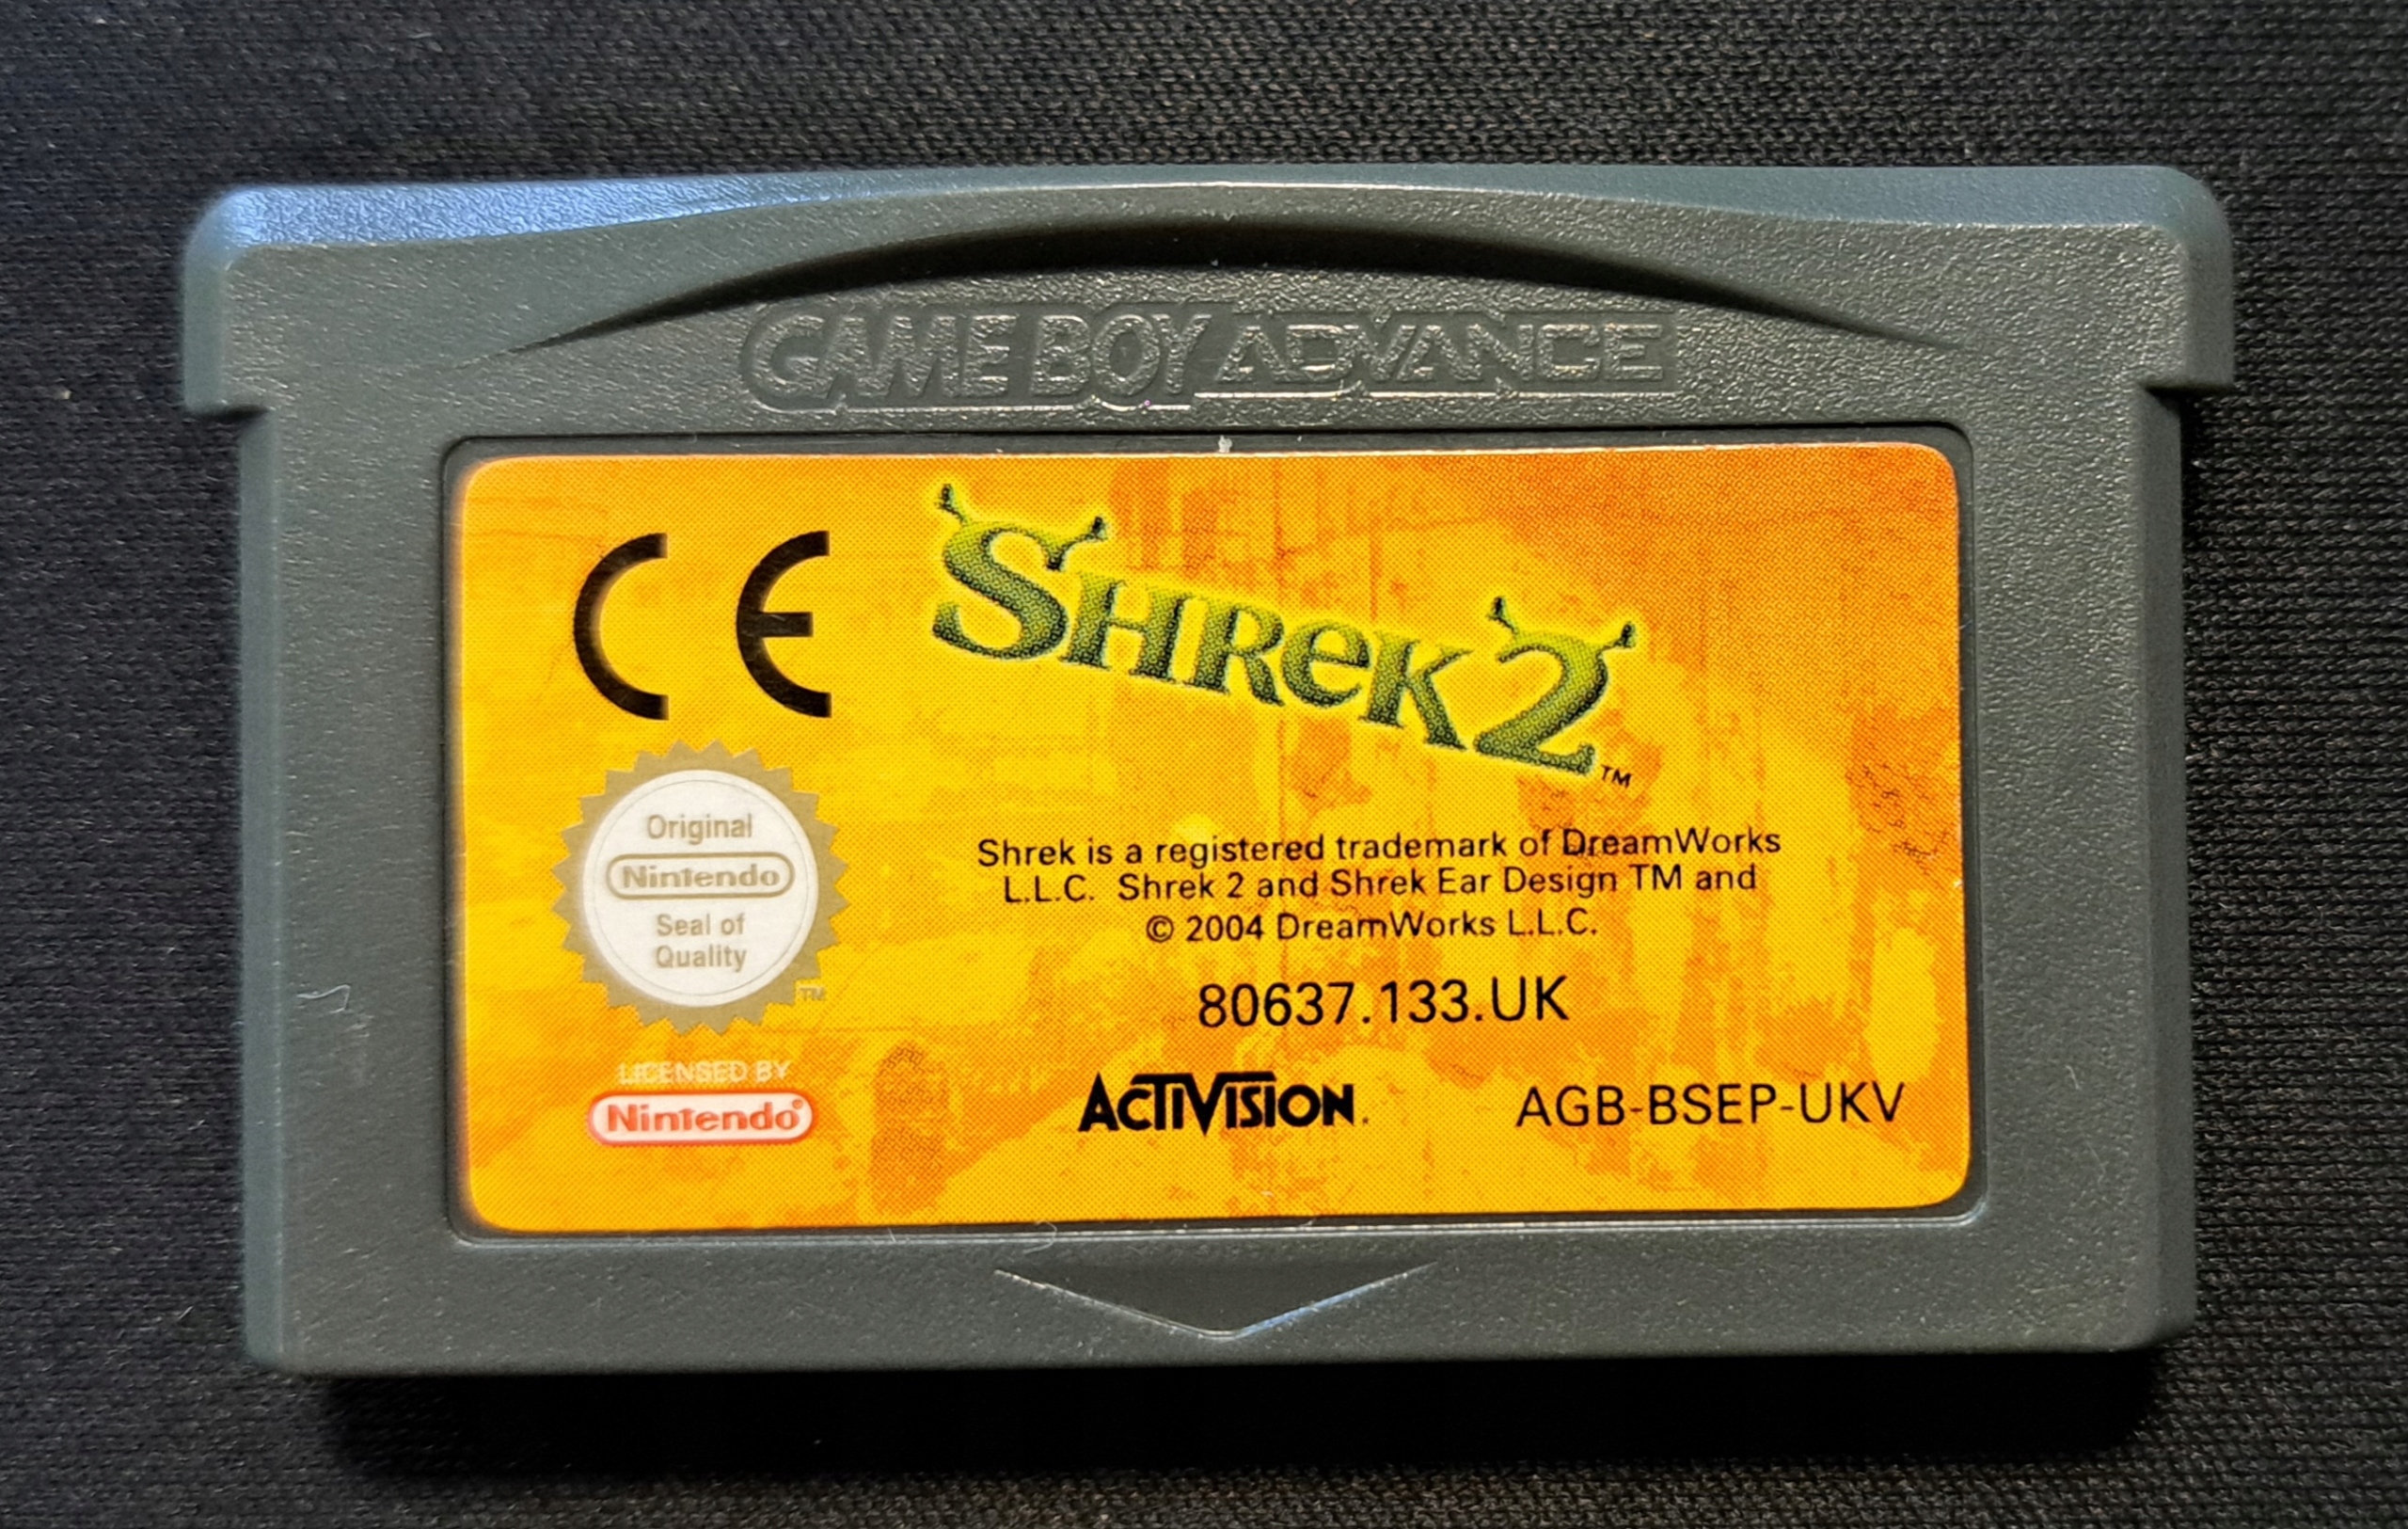 GAME BOY ADVANCE
CE
SHREK 2 TM
Original
Nintendo
Seal of
Quality
TM
Shrek is a registered trademark of DreamWorks
L.L.C. Shrek 2 and Shrek Ear Design TM and
© 2004 DreamWorks L.L.C.
80637.133.UK
LICENSED BY
Nintendo®
ACTIVISION.
AGB-BSEP-UKV